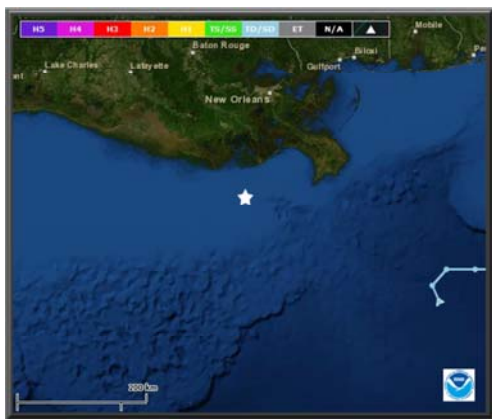 H5 H4 H3 H2 H1 TS/SS TD/SD ET N/A
Mobile
Baton Rouge
Biloxi
Lake Charles
Lafayette
Gulfport
New Orleans
200 km